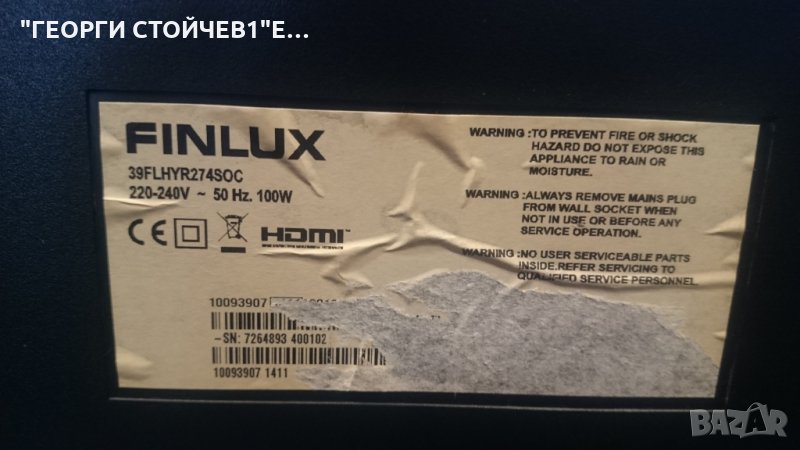 "ГЕОРГИ СТОЙЧЕВ1"Е...
FINLUX
39FLHYR274SOC
220-240V ~ 50 Hz. 100W
CE HDMI
WARNING :TO PREVENT FIRE OR SHOCK
HAZARD DO NOT EXPOSE THIS
APPLIANCE TO RAIN OR
MOISTURE.
WARNING :ALWAYS REMOVE MAINS PLUG
FROM WALL SOCKET WHEN
NOT IN USE OR BEFORE ANY
SERVICE OPERATION.
WARNING :NO USER SERVICEABLE PARTS
INSIDE.REFER SERVICING TO
QUALIFIED SERVICE PERSONNEL
10093907
-SN: 7264893 400102
10093907 1411
BAZAR